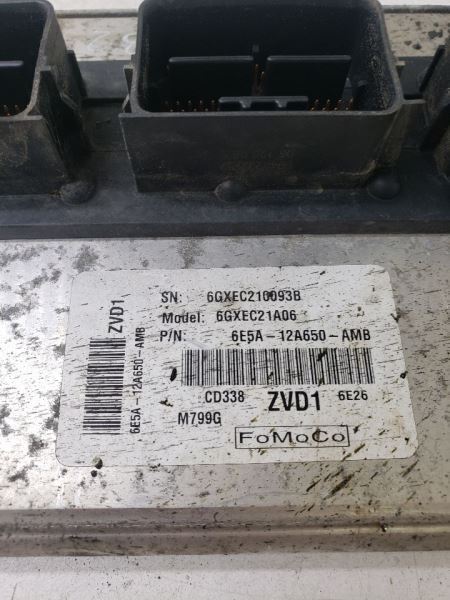 SN: 6GXEC210093B
Model: 6GXEC21A06
P/N: 6E5A-12A650-AMB
CD338 ZVD1 6E26
M799G
FoMoCo
ZVD1
6E5A-12A650-AMB